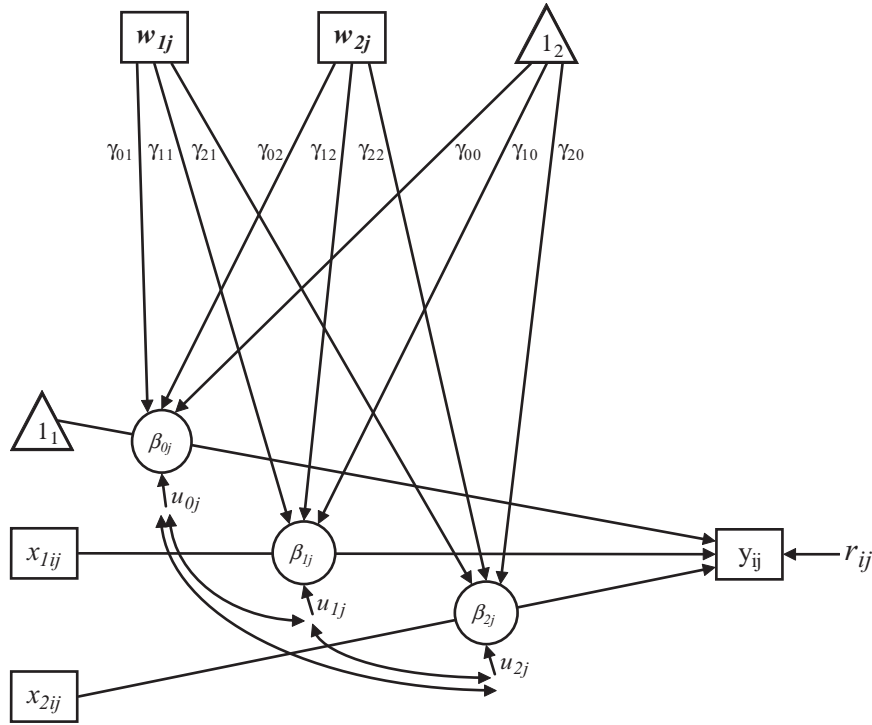 w₁ⱼ w₂ⱼ 1₂
γ₀₁ γ₁₁ γ₂₁ γ₀₂ γ₁₂ γ₂₂ γ₀₀ γ₁₀ γ₂₀
1₁ β₀ⱼ
u₀ⱼ
x₁ᵢⱼ β₁ⱼ yᵢⱼ rᵢⱼ
u₁ⱼ
β₂ⱼ
u₂ⱼ
x₂ᵢⱼ